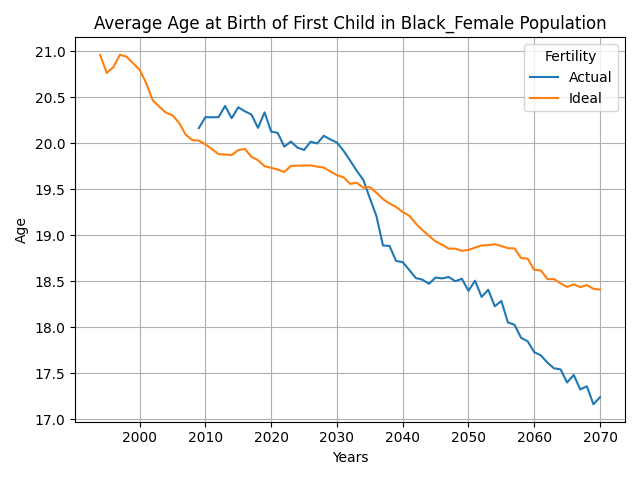 Average Age at Birth of First Child in Black_Female Population
Fertility
Actual
Ideal
Age
21.0
20.5
20.0
19.5
19.0
18.5
18.0
17.5
17.0
2000 2010 2020 2030 2040 2050 2060 2070
Years